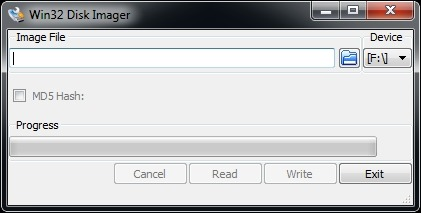 Win32 Disk Imager
Image File
Device
[F:\]
MD5 Hash:
Progress
Cancel
Read
Write
Exit